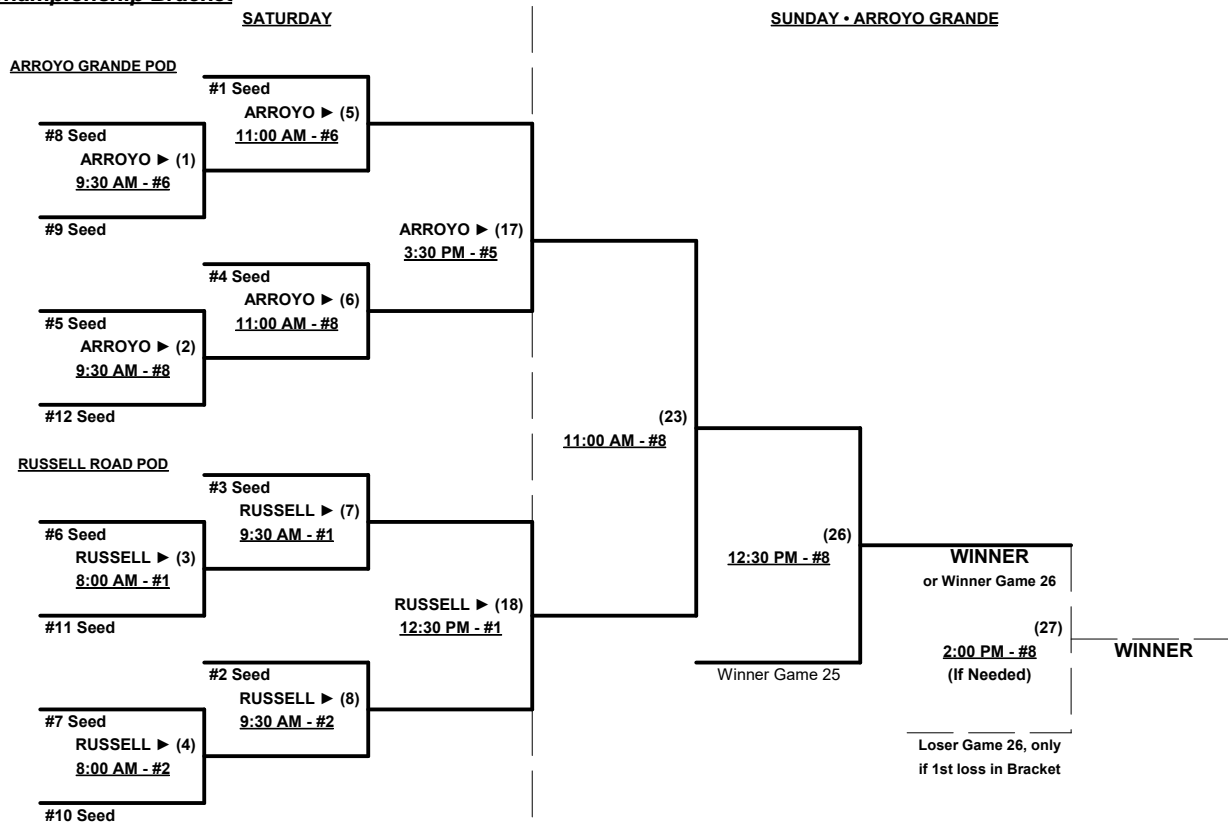 SATURDAY
SUNDAY • ARROYO GRANDE
ARROYO GRANDE POD
#1 Seed
ARROYO ► (5)
11:00 AM - #6
#8 Seed
ARROYO ► (1)
9:30 AM - #6
#9 Seed
ARROYO ► (17)
3:30 PM - #5
#4 Seed
ARROYO ► (6)
11:00 AM - #8
#5 Seed
ARROYO ► (2)
9:30 AM - #8
#12 Seed
(23)
11:00 AM - #8
RUSSELL ROAD POD
#3 Seed
RUSSELL ► (7)
9:30 AM - #1
#6 Seed
RUSSELL ► (3)
8:00 AM - #1
#11 Seed
(26)
12:30 PM - #8
WINNER
or Winner Game 26
RUSSELL ► (18)
12:30 PM - #1
(27)
2:00 PM - #8
(If Needed)
WINNER
#2 Seed
RUSSELL ► (8)
9:30 AM - #2
Winner Game 25
#7 Seed
RUSSELL ► (4)
8:00 AM - #2
#10 Seed
Loser Game 26, only
if 1st loss in Bracket